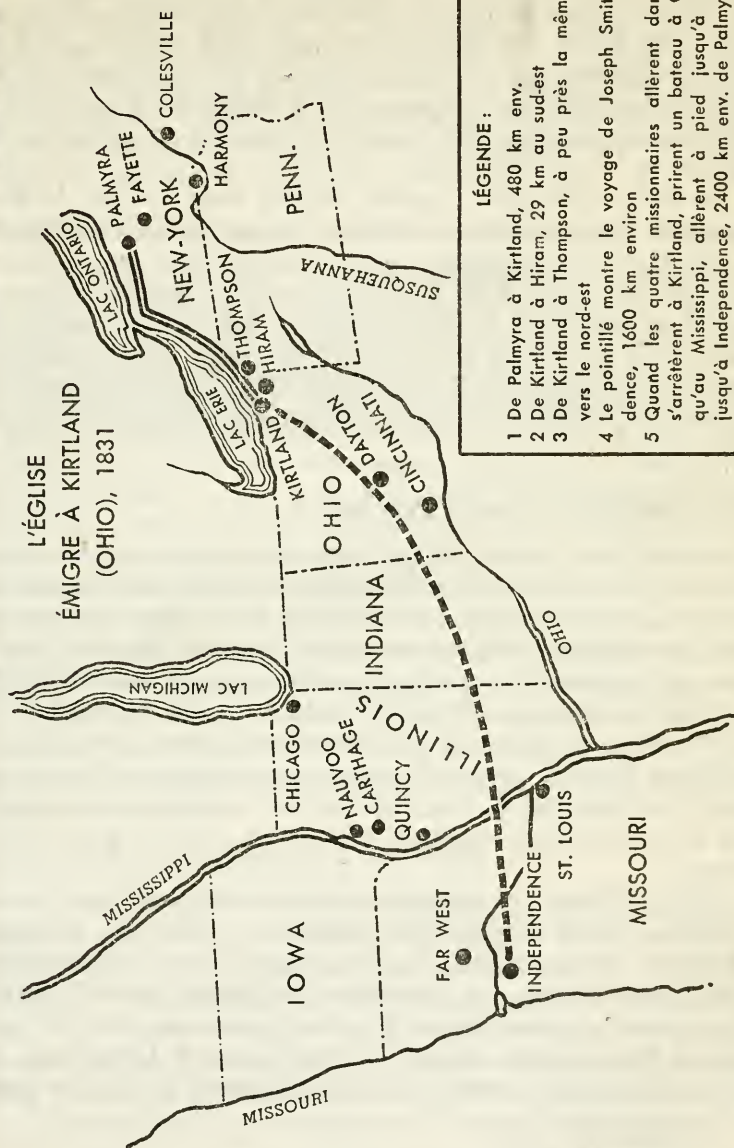 L'ÉGLISE
ÉMIGRE À KIRTLAND
(OHIO), 1831
LAC ONTARIO
PALMYRA
FAYETTE
COLESVILLE
NEW-YORK
HARMONY
PENN.
SUSQUEHANNA
THOMPSON
HIRAM
LAC ERIE
KIRTLAND
OHIO
DAYTON
CINCINNATI
INDIANA
OHIO
LAC MICHIGAN
CHICAGO
ILLINOIS
NAUVOO
CARTHAGE
QUINCY
MISSISSIPPI
IOWA
FAR WEST
INDEPENDENCE
ST. LOUIS
MISSOURI
MISSOURI
LÉGENDE :
1 De Palmyra à Kirtland, 480 km env.
2 De Kirtland à Hiram, 29 km au sud-est
3 De Kirtland à Thompson, à peu près la mêm
vers le nord-est
4 Le pointillé montre le voyage de Joseph Smit
dence, 1600 km environ
5 Quand les quatre missionnaires allèrent dan
s'arrêtèrent à Kirtland, prirent un bateau à
qu'au Mississippi, allèrent à pied jusqu'à
jusqu'à Independence, 2400 km env. de Palmy